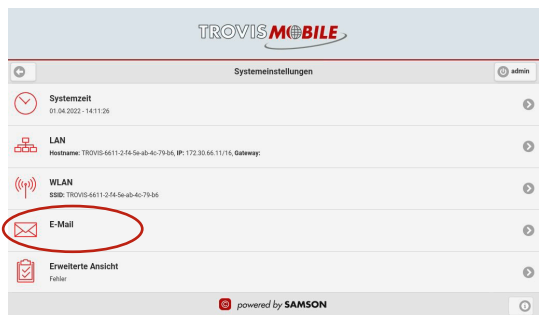 TROVIS MOBILE
Systemeinstellungen
admin
Systemzeit
01.04.2022 - 14:11:26
LAN
Hostname: TROVIS-6611-2-f4-5e-ab-4c-79-b6, IP: 172.30.66.11/16, Gateway:
WLAN
SSID: TROVIS-6611-2-f4-5e-ab-4c-79-b6
E-Mail
Erweiterte Ansicht
Fehler
powered by SAMSON